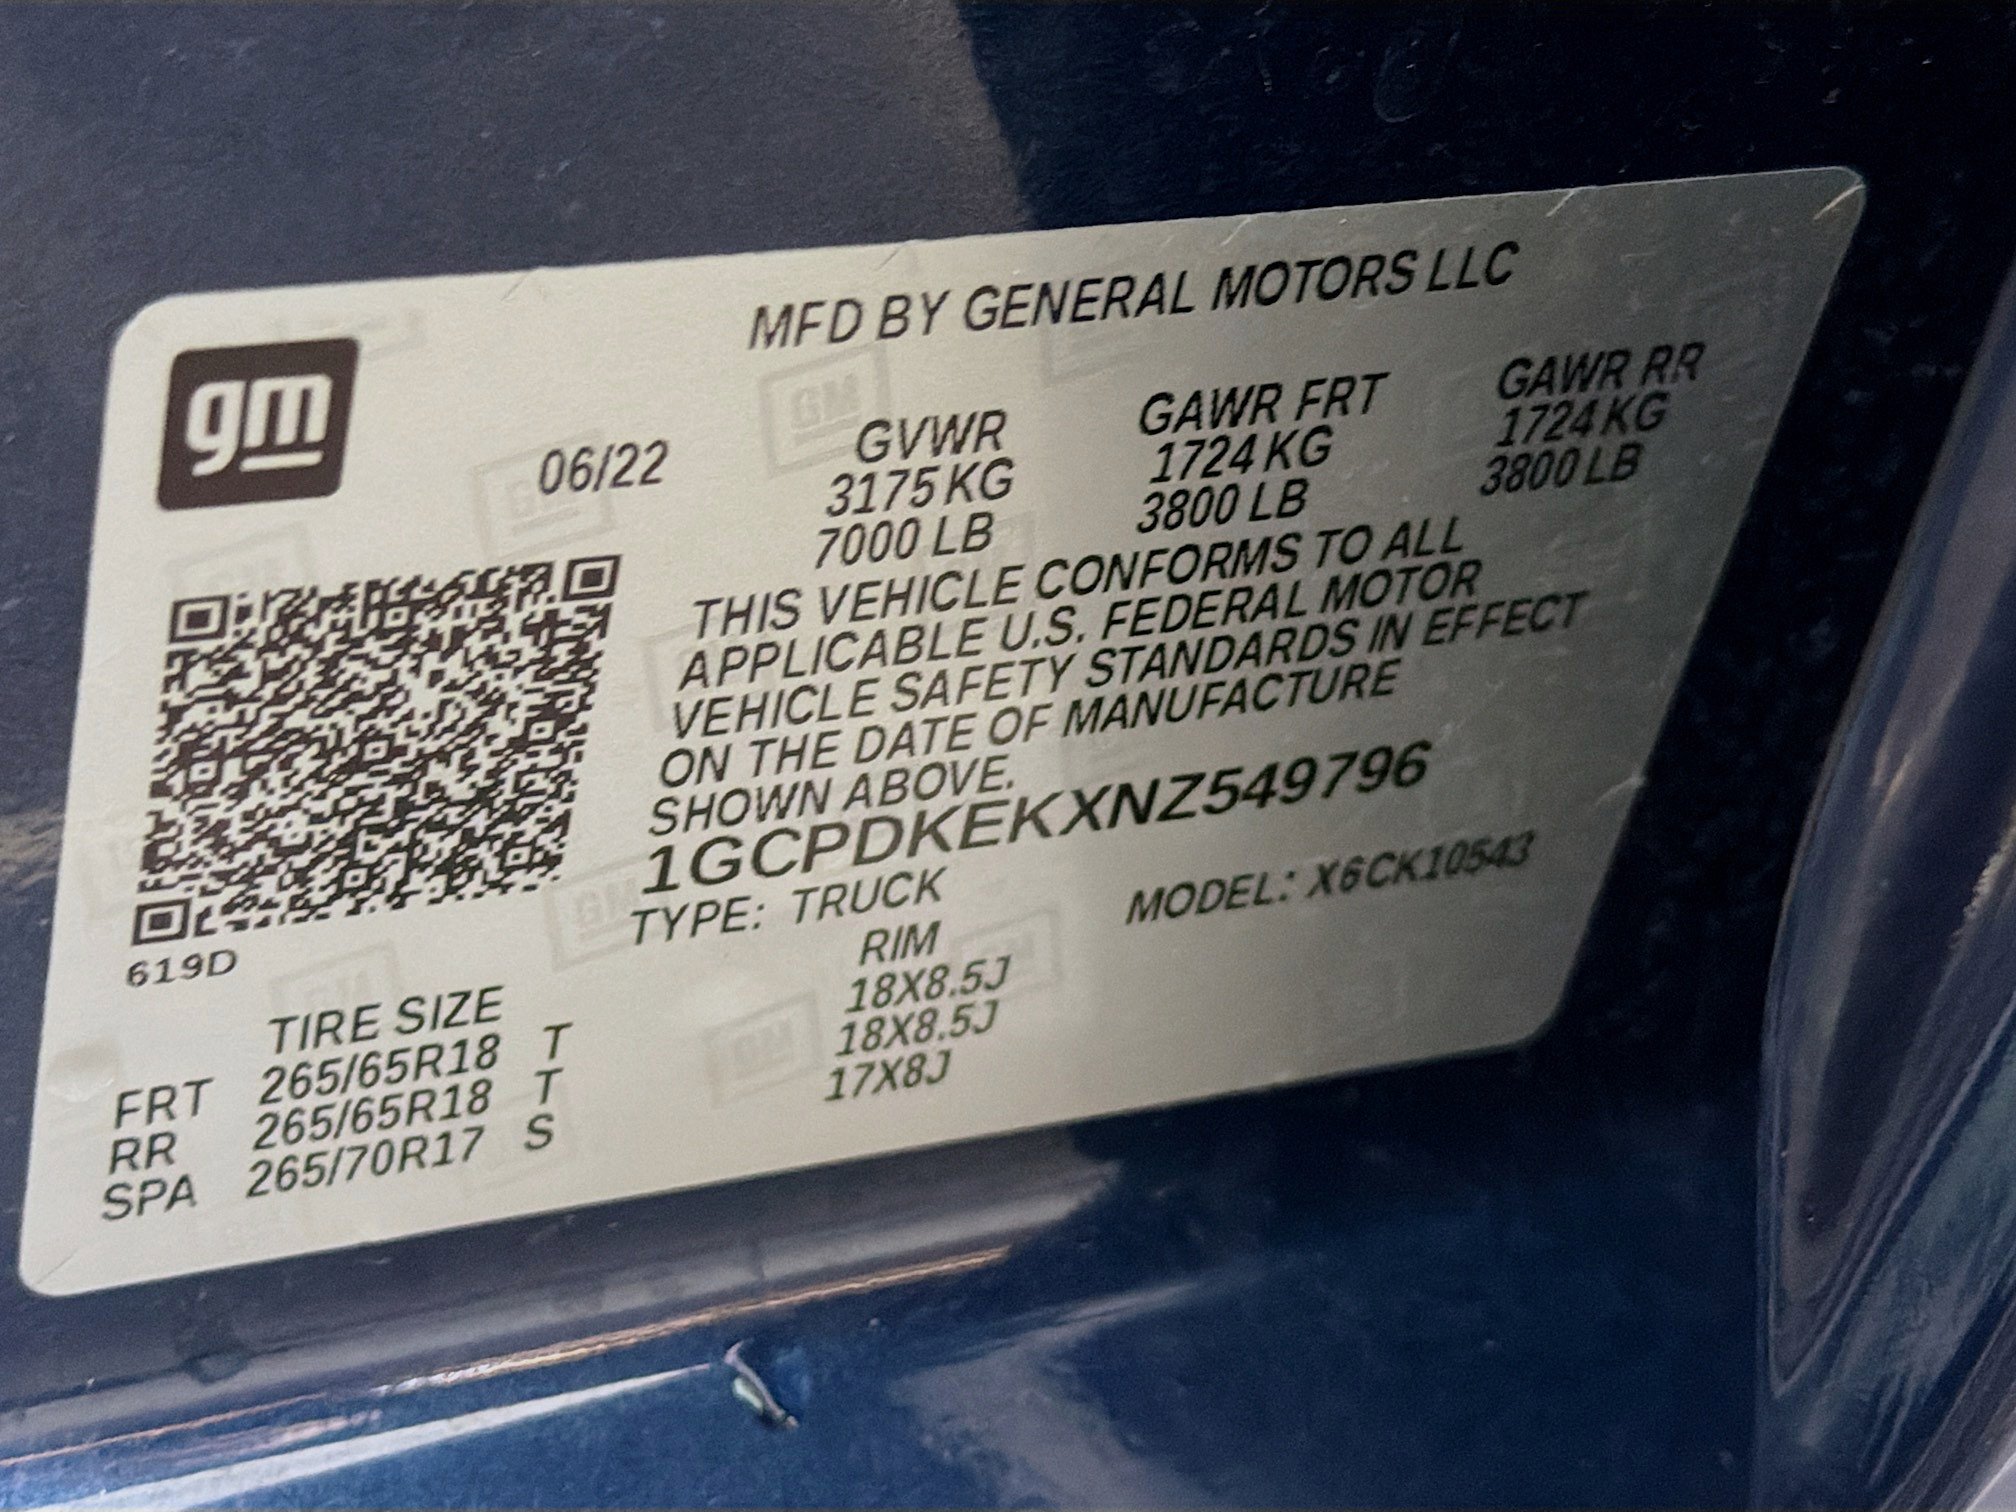 gm
MFD BY GENERAL MOTORS LLC
06/22
GVWR GAWR FRT GAWR RR
3175 KG 1724 KG 1724 KG
7000 LB 3800 LB 3800 LB
THIS VEHICLE CONFORMS TO ALL
APPLICABLE U.S. FEDERAL MOTOR
VEHICLE SAFETY STANDARDS IN EFFECT
ON THE DATE OF MANUFACTURE
SHOWN ABOVE.
1GCPDKEKXNZ549796
TYPE: TRUCK MODEL: X6CK10543
619D
TIRE SIZE RIM
FRT 265/65R18 T 18X8.5J
RR 265/65R18 T 18X8.5J
SPA 265/70R17 S 17X8J